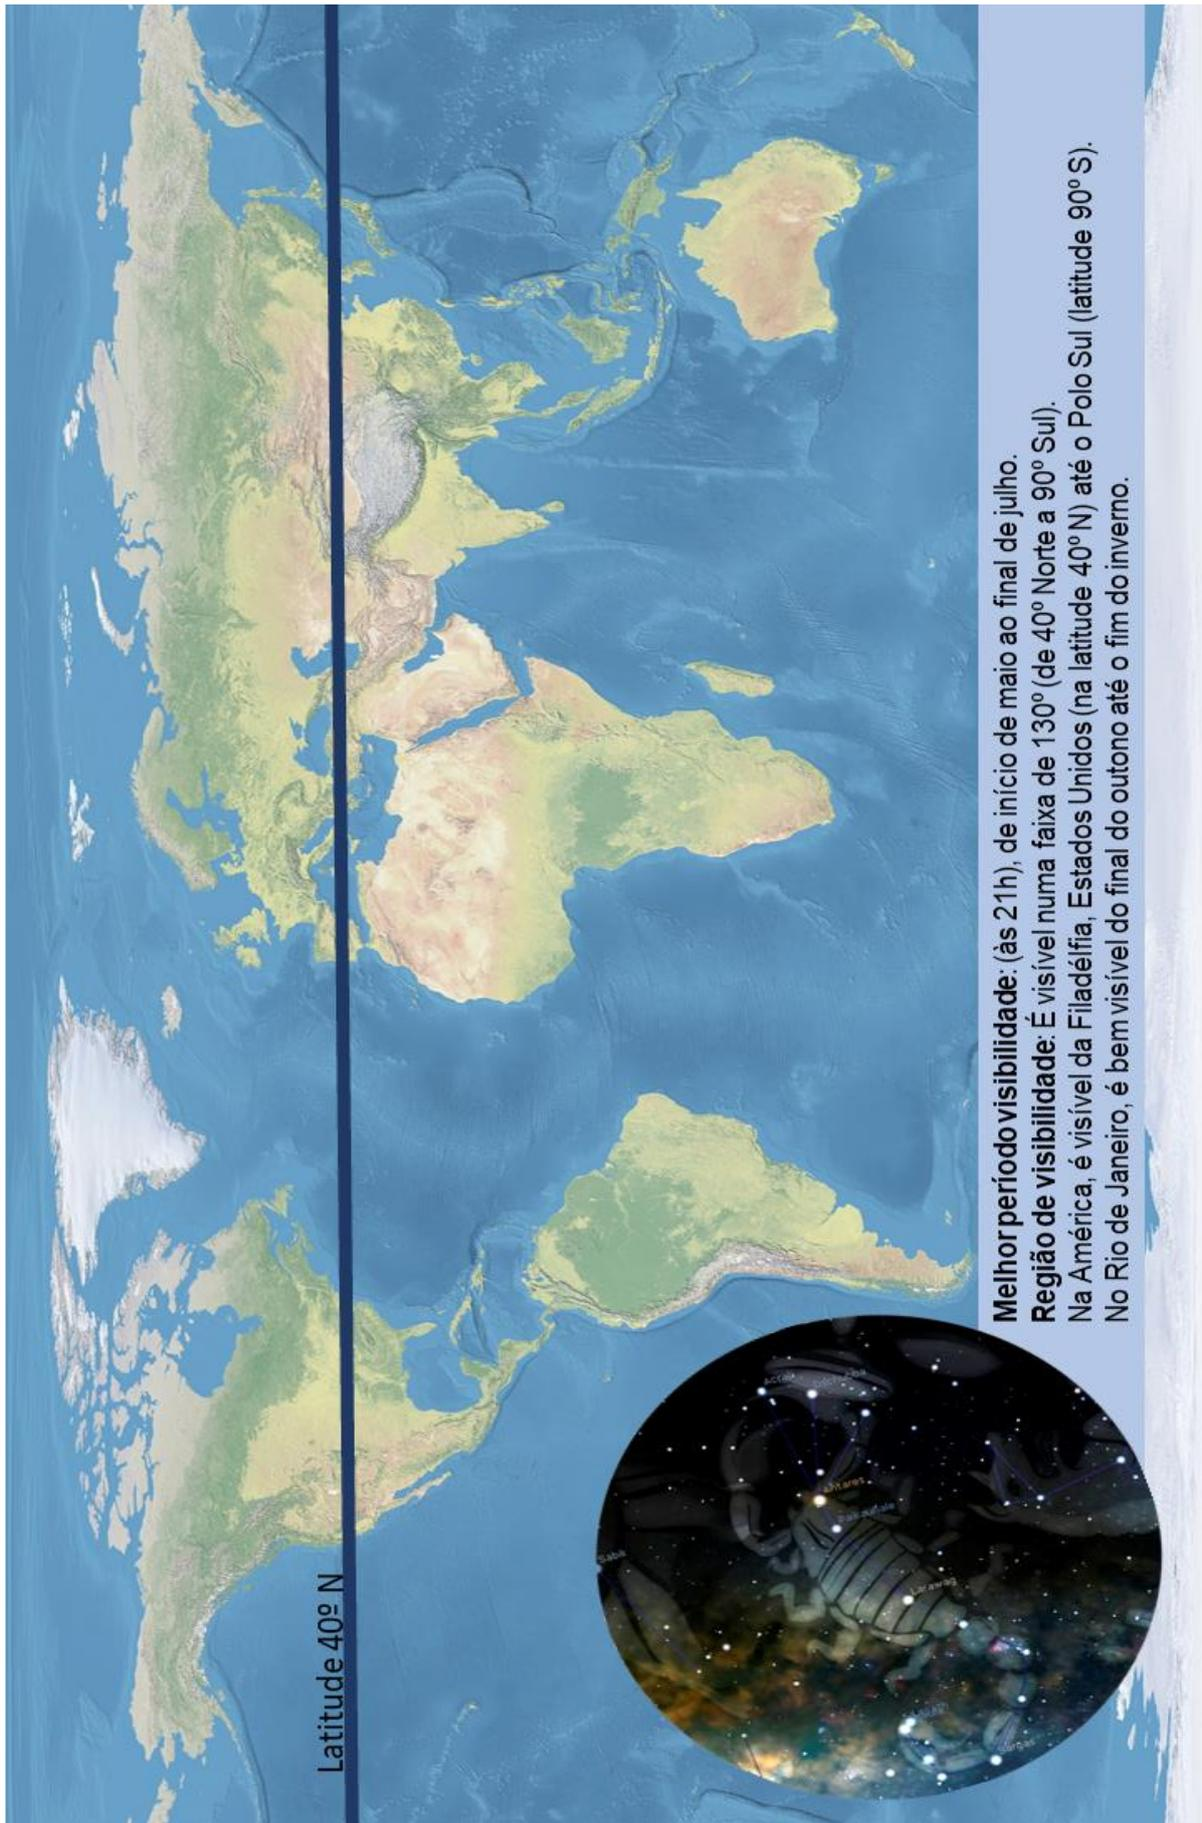 Latitude 40º N
Melhor período visibilidade: (às 21h), de início de maio ao final de julho.
Região de visibilidade: É visível numa faixa de 130º (de 40º Norte a 90º Sul).
Na América, é visível da Filadélfia, Estados Unidos (na latitude 40º N) até o Polo Sul (latitude 90º S).
No Rio de Janeiro, é bem visível do final do outono até o fim do inverno.
Sabik
Antares
Larawag